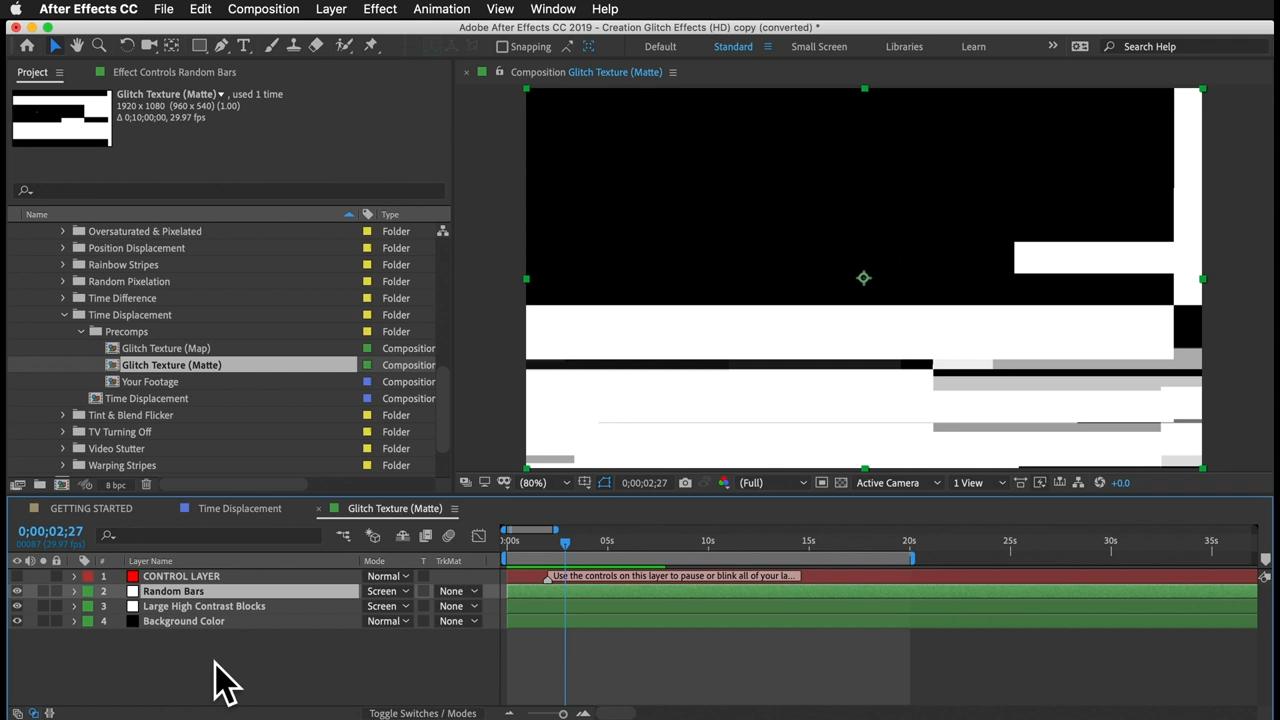 After Effects CC File Edit Composition Layer Effect Animation View Window Help
Adobe After Effects CC 2019 - Creation Glitch Effects (HD) copy (converted) *
Snapping Default Standard Small Screen Libraries Learn Search Help
Project Effect Controls Random Bars
Composition Glitch Texture (Matte)
Glitch Texture (Matte) , used 1 time
1920 x 1080 (960 x 540) (1.00)
Δ 0;10;00;00, 29.97 fps
Name Type
Oversaturated & Pixelated Folder
Position Displacement Folder
Rainbow Stripes Folder
Random Pixelation Folder
Time Difference Folder
Time Displacement Folder
Precomps Folder
Glitch Texture (Map) Compositior
Glitch Texture (Matte) Compositior
Your Footage Compositior
Time Displacement Compositior
Tint & Blend Flicker Folder
TV Turning Off Folder
Video Stutter Folder
Warping Stripes Folder
8 bpc
(80%) 0;00;02;27 (Full) Active Camera 1 View +0.0
GETTING STARTED Time Displacement Glitch Texture (Matte)
0;00;02;27
00087 (29.97 fps)
0:00s 05s 10s 15s 20s 25s 30s 35s
# Layer Name Mode T TrkMat
1 CONTROL LAYER Normal Use the controls on this layer to pause or blink all of your la...
2 Random Bars Screen None
3 Large High Contrast Blocks Screen None
4 Background Color Normal None
Toggle Switches / Modes